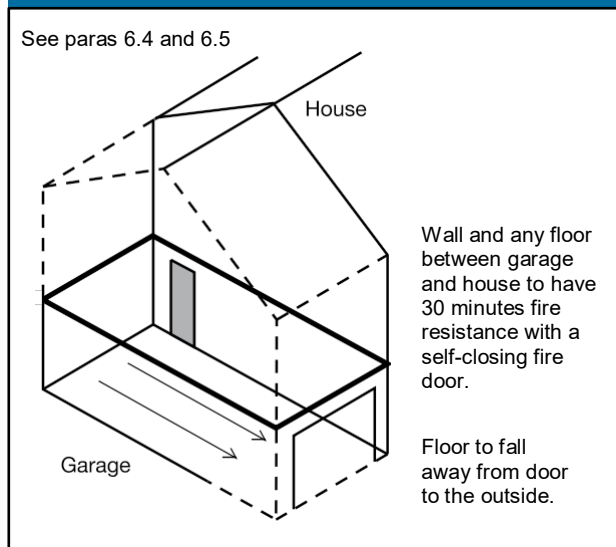 See paras 6.4 and 6.5
House
Wall and any floor
between garage
and house to have
30 minutes fire
resistance with a
self-closing fire
door.
Floor to fall
away from door
to the outside.
Garage